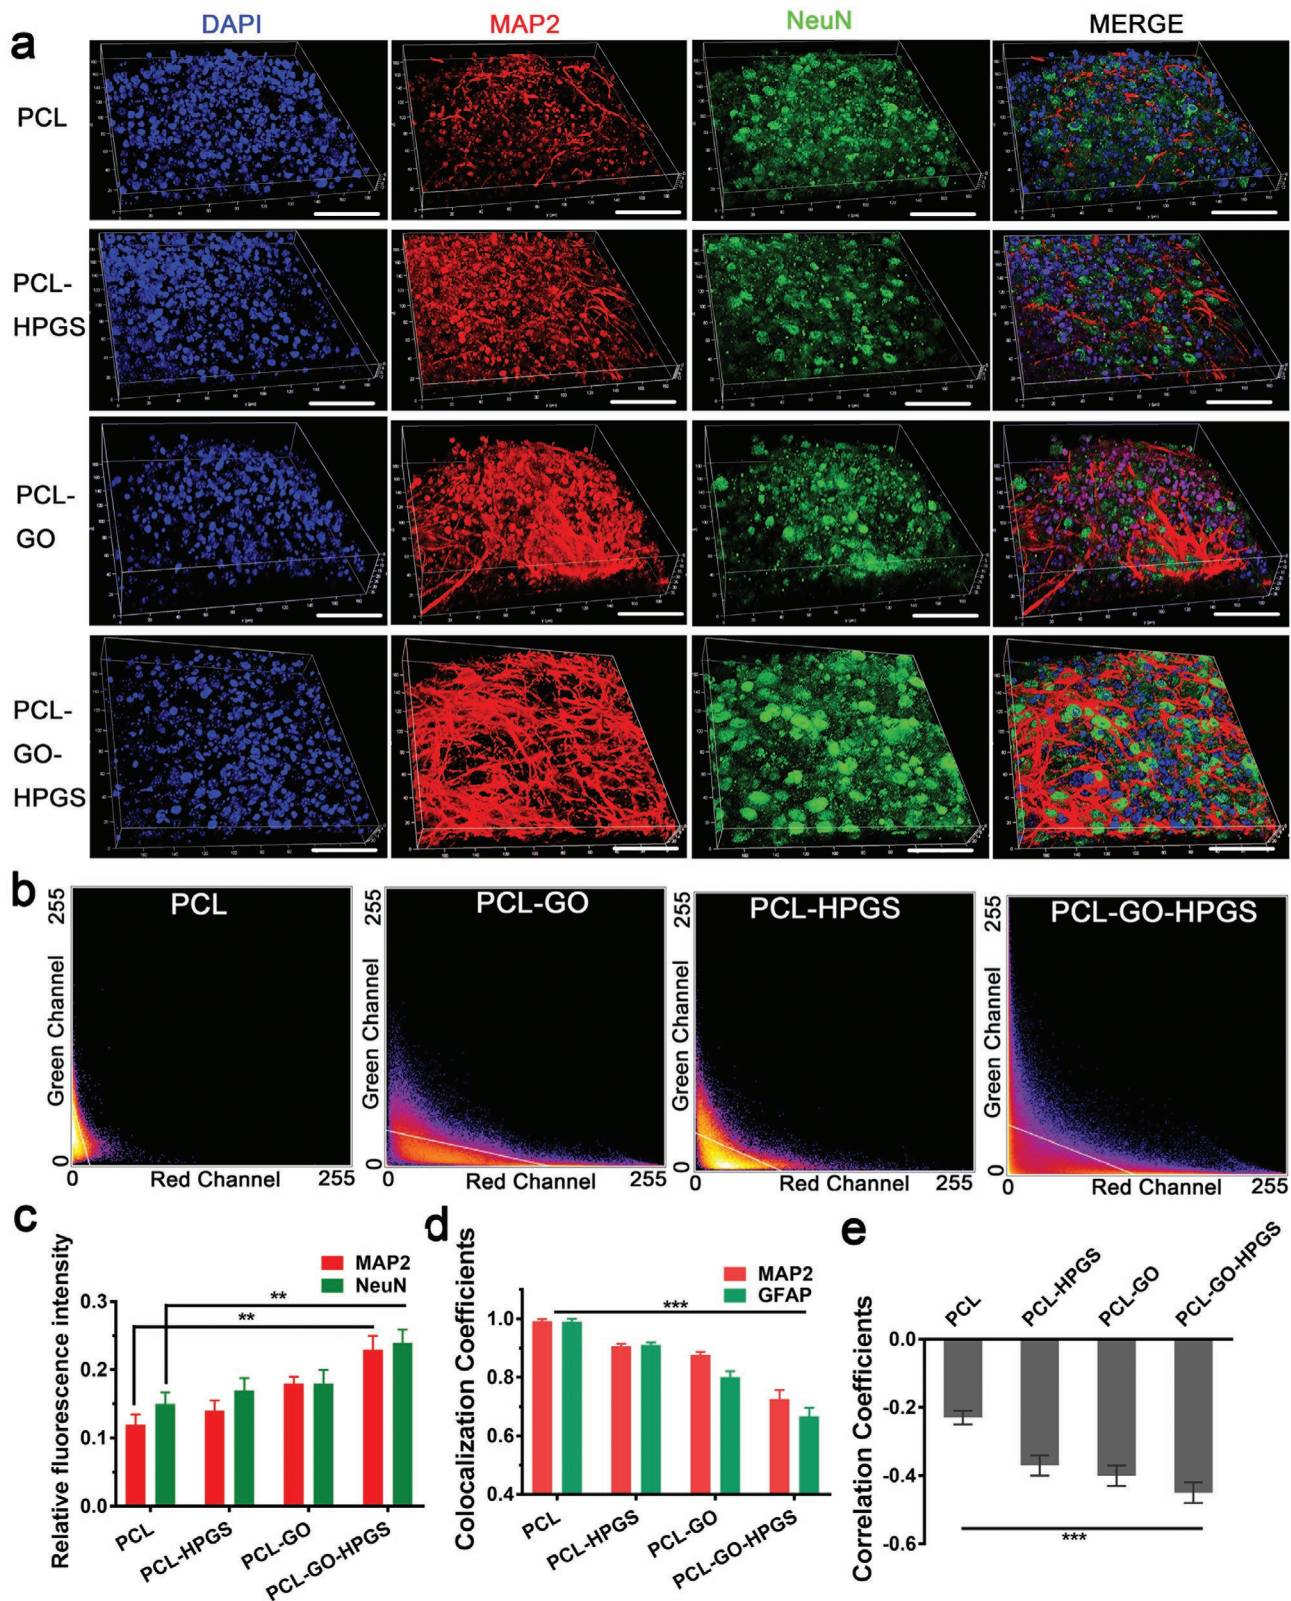 a
DAPI
MAP2
NeuN
MERGE
PCL
PCL-
HPGS
PCL-
GO
PCL-
GO-
HPGS
b
255
Green Channel
0
PCL
Red Channel
255
255
Green Channel
0
PCL-GO
0
Red Channel
255
255
Green Channel
0
PCL-HPGS
0
Red Channel
255
255
Green Channel
0
PCL-GO-HPGS
0
Red Channel
255
c
Relative fluorescence intensity
MAP2
NeuN
**
**
0.3
0.2
0.1
0.0
PCL
PCL-HPGS
PCL-GO
PCL-GO-HPGS
d
Colocalization Coefficients
MAP2
GFAP
***
1.0
0.8
0.6
0.4
PCL
PCL-HPGS
PCL-GO
PCL-GO-HPGS
e
Correlation Coefficients
PCL
PCL-HPGS
PCL-GO
PCL-GO-HPGS
0.0
-0.2
-0.4
-0.6
***